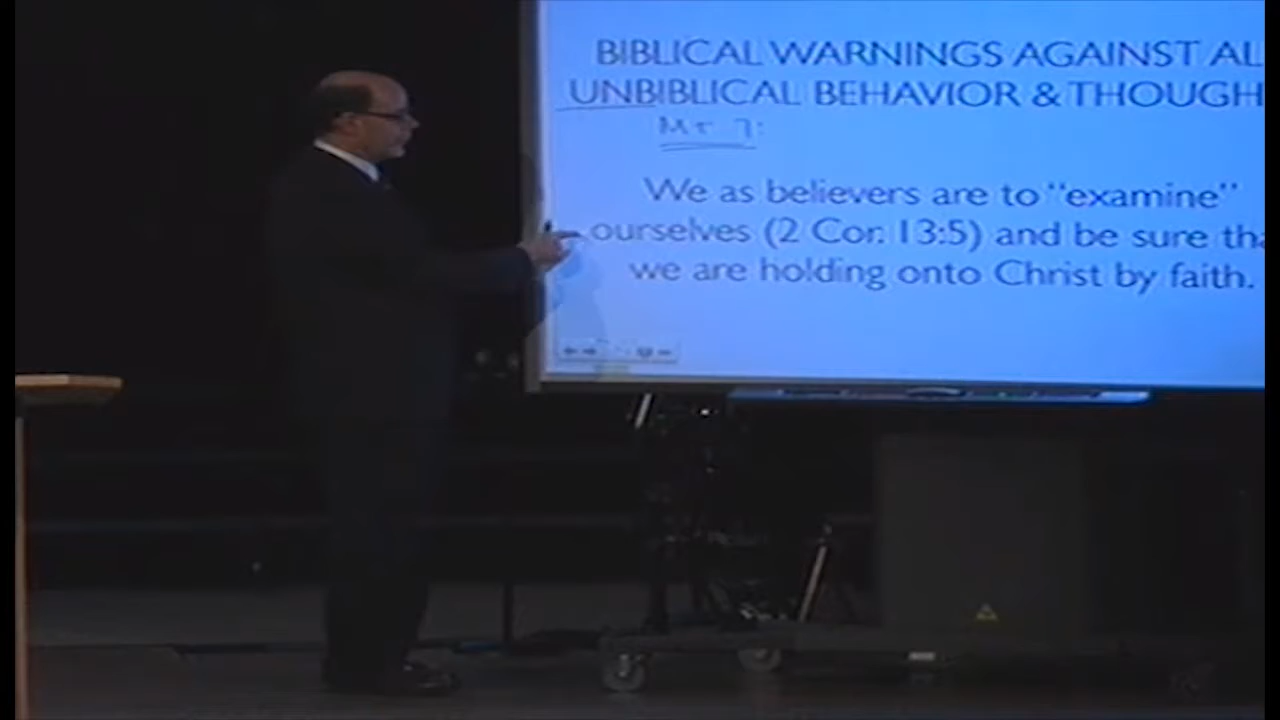 BIBLICAL WARNINGS AGAINST AL
UNBIBLICAL BEHAVIOR & THOUGH
Mt 7:
We as believers are to "examine"
ourselves (2 Cor. 13:5) and be sure tha
we are holding onto Christ by faith.